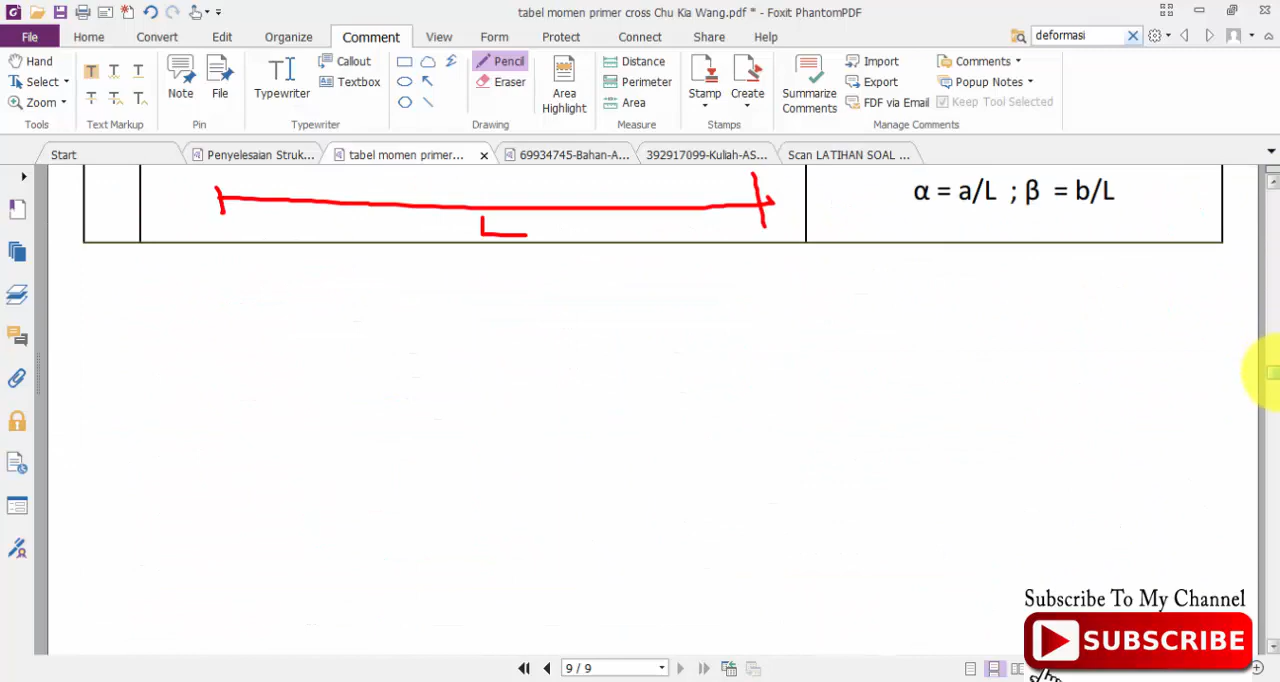 tabel momen primer cross Chu Kia Wang.pdf * - Foxit PhantomPDF
File Home Convert Edit Organize Comment View Form Protect Connect Share Help deformasi
Hand Select Zoom Tools
T T T T T T Text Markup
Note File Pin
Typewriter Callout Textbox Typewriter
Pencil Eraser Area Highlight Drawing
Distance Perimeter Area Measure
Stamp Create Stamps
Summarize Comments Import Export FDF via Email Comments Popup Notes Keep Tool Selected Manage Comments
Start Penyelesaian Struk... tabel momen primer... 69934745-Bahan-A... 392917099-Kuliah-AS... Scan LATIHAN SOAL ...
α = a/L ; β = b/L
L
Subscribe To My Channel
SUBSCRIBE
9 / 9